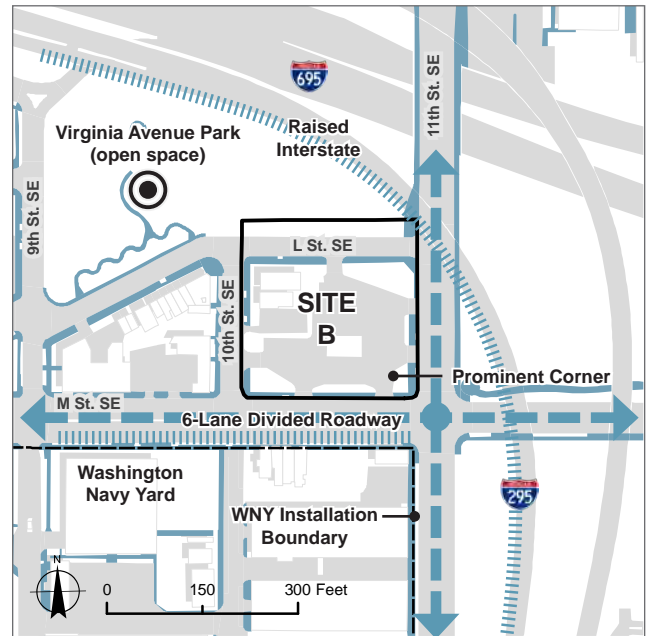 695
11th St. SE
Raised
Interstate
Virginia Avenue Park
(open space)
9th St. SE
L St. SE
10th St. SE
SITE
B
Prominent Corner
M St. SE
6-Lane Divided Roadway
Washington
Navy Yard
WNY Installation
Boundary
295
N
0 150 300 Feet